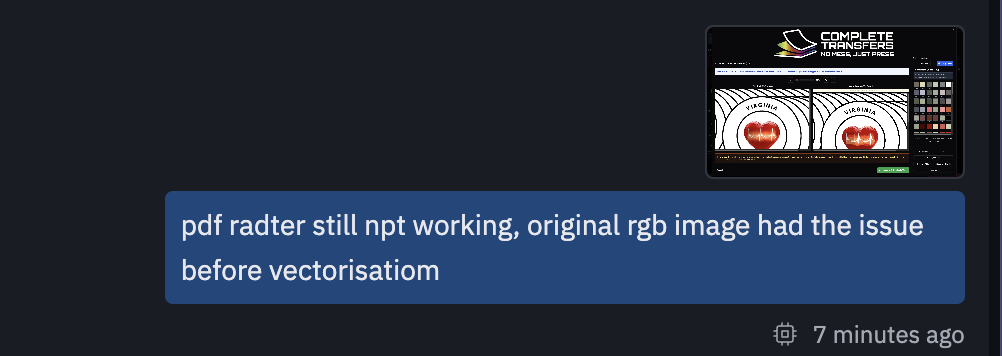 COMPLETE
TRANSFERS
NO MESS, JUST PRESS
VIRGINIA
VIRGINIA
pdf radter still npt working, original rgb image had the issue
before vectorisatiom
7 minutes ago